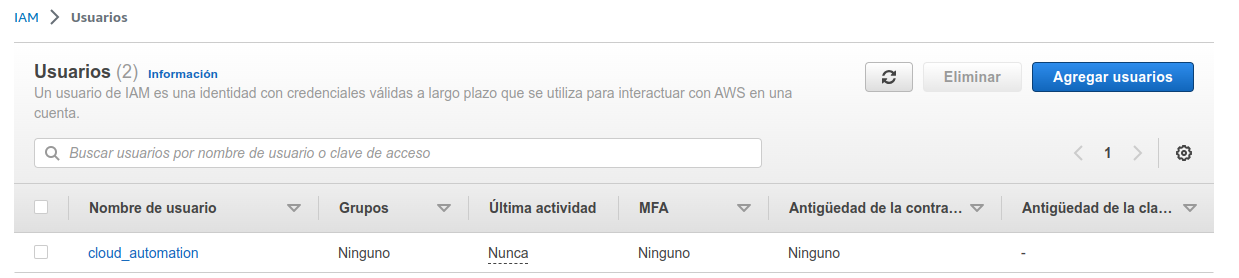 IAM > Usuarios
Usuarios (2) Información
Eliminar
Agregar usuarios
Un usuario de IAM es una identidad con credenciales válidas a largo plazo que se utiliza para interactuar con AWS en una
cuenta.
Buscar usuarios por nombre de usuario o clave de acceso
1
Nombre de usuario Grupos Última actividad MFA Antigüedad de la contra... Antigüedad de la cla...
cloud_automation Ninguno Nunca Ninguno Ninguno -